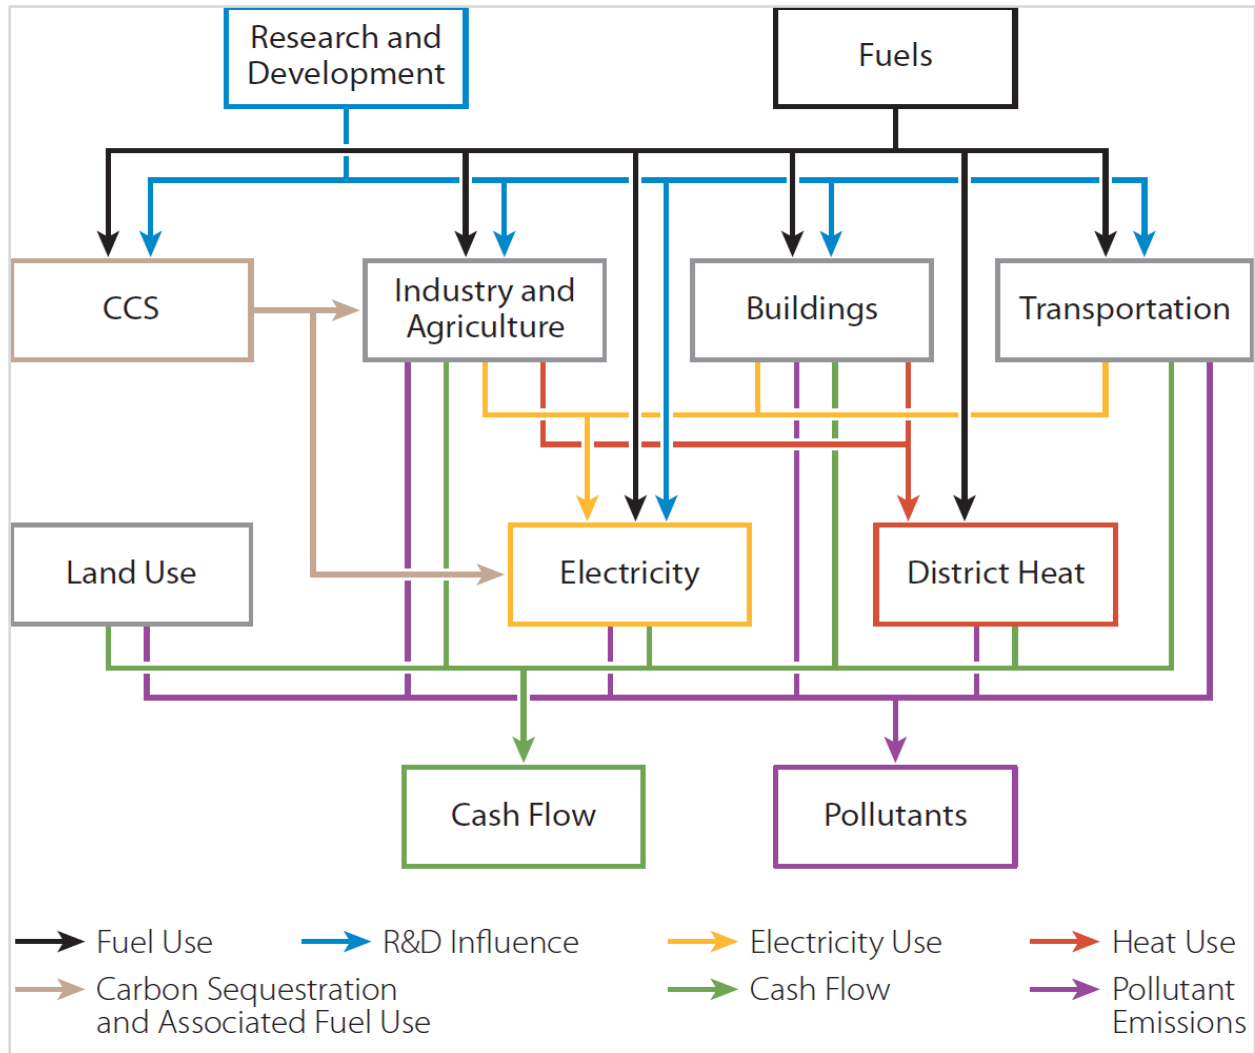 Research and
Development
Fuels
CCS
Industry and
Agriculture
Buildings
Transportation
Land Use
Electricity
District Heat
Cash Flow
Pollutants
Fuel Use
R&D Influence
Electricity Use
Heat Use
Carbon Sequestration
and Associated Fuel Use
Cash Flow
Pollutant
Emissions